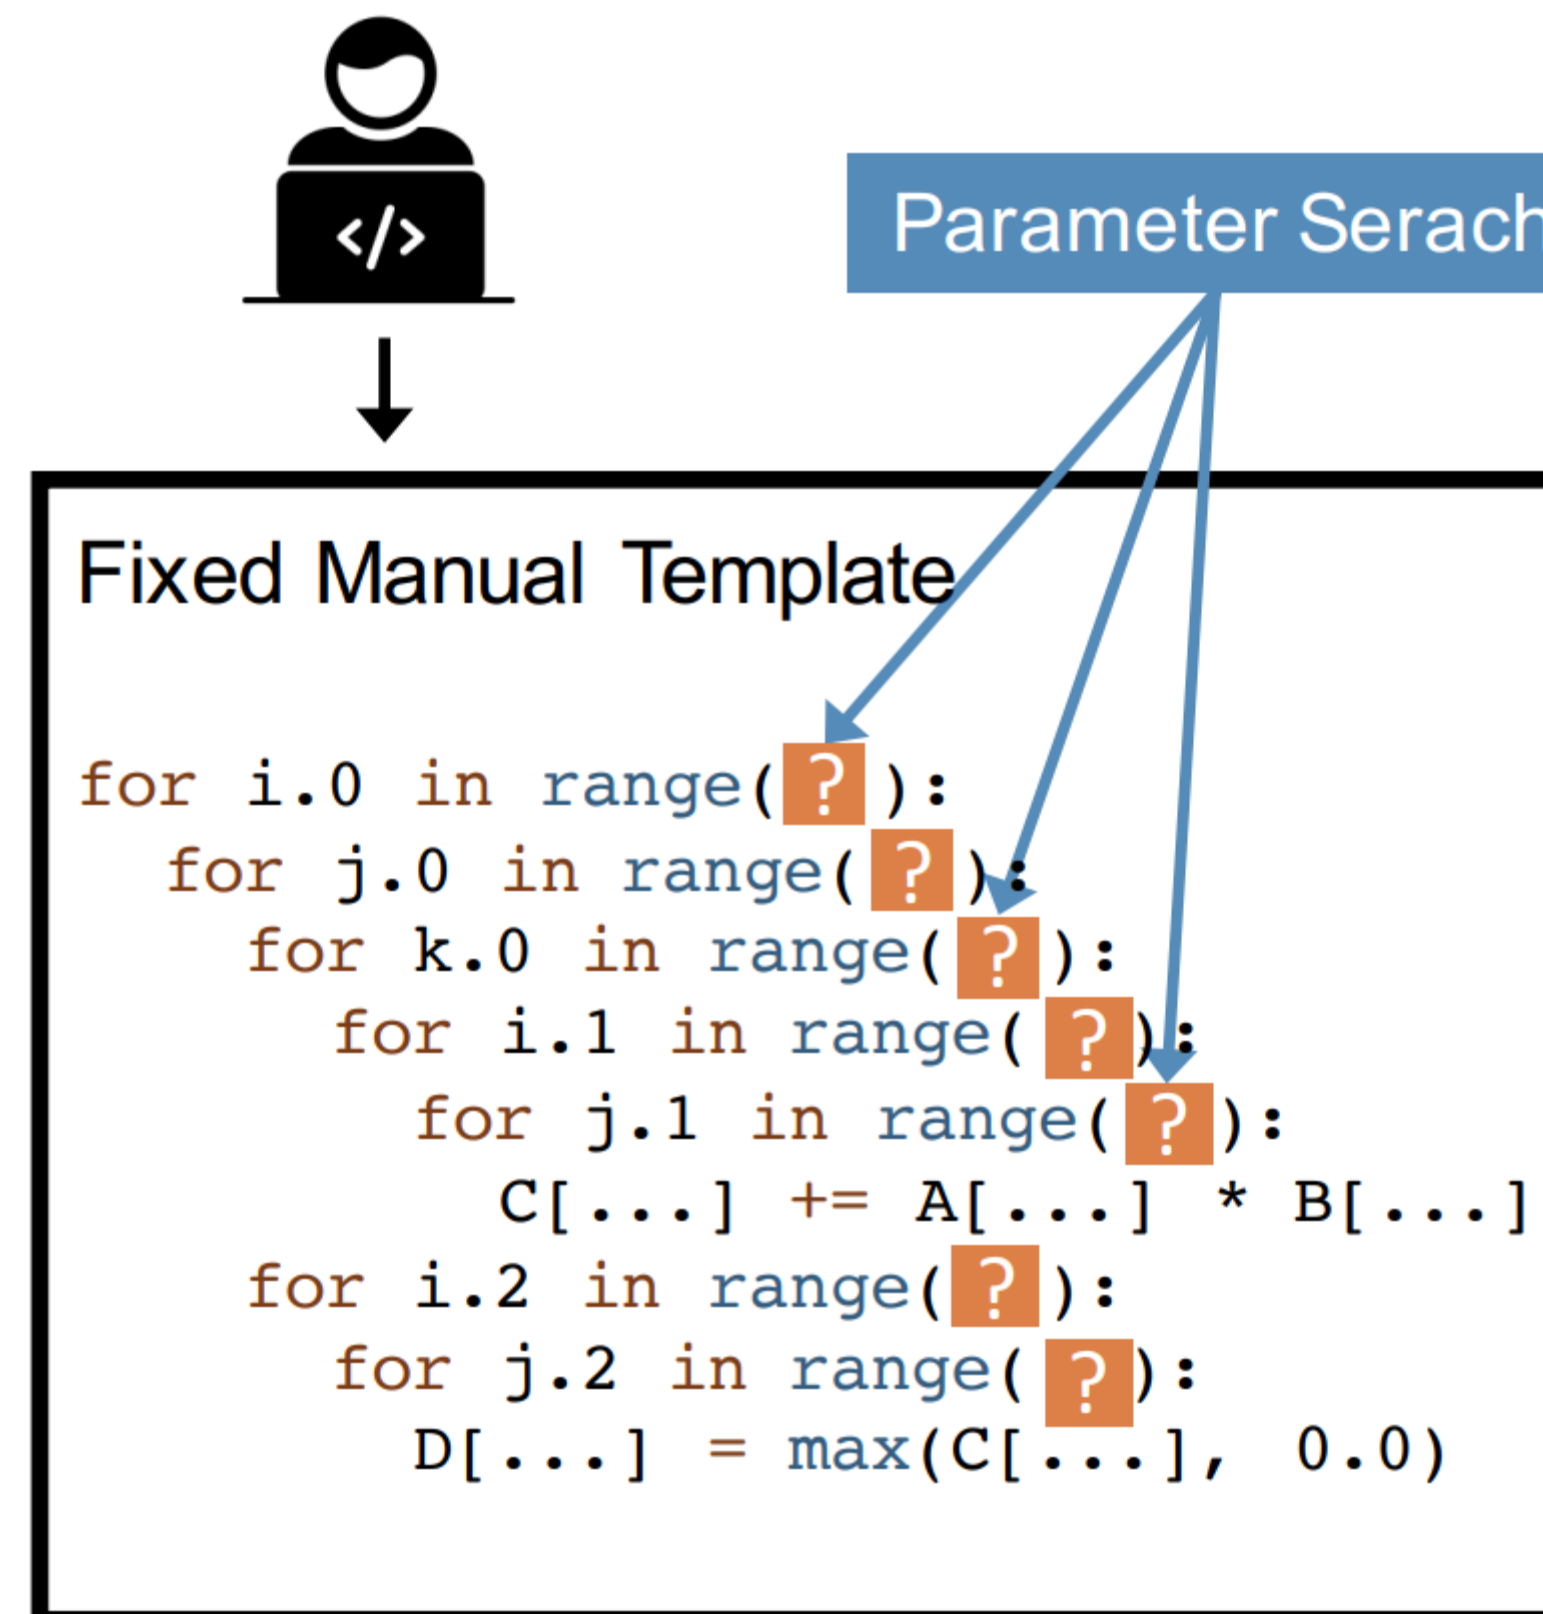 </>
Parameter Serach
Fixed Manual Template
for i.0 in range( ? ):
for j.0 in range( ? ):
for k.0 in range( ? ):
for i.1 in range( ? ):
for j.1 in range( ? ):
C[...] += A[...] * B[...]
for i.2 in range( ? ):
for j.2 in range( ? ):
D[...] = max(C[...], 0.0)